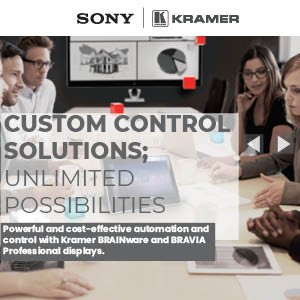 SONY KRAMER
CUSTOM CONTROL
SOLUTIONS;
UNLIMITED
POSSIBILITIES
Powerful and cost-effective automation and
control with Kramer BRAINware and BRAVIA
Professional displays.